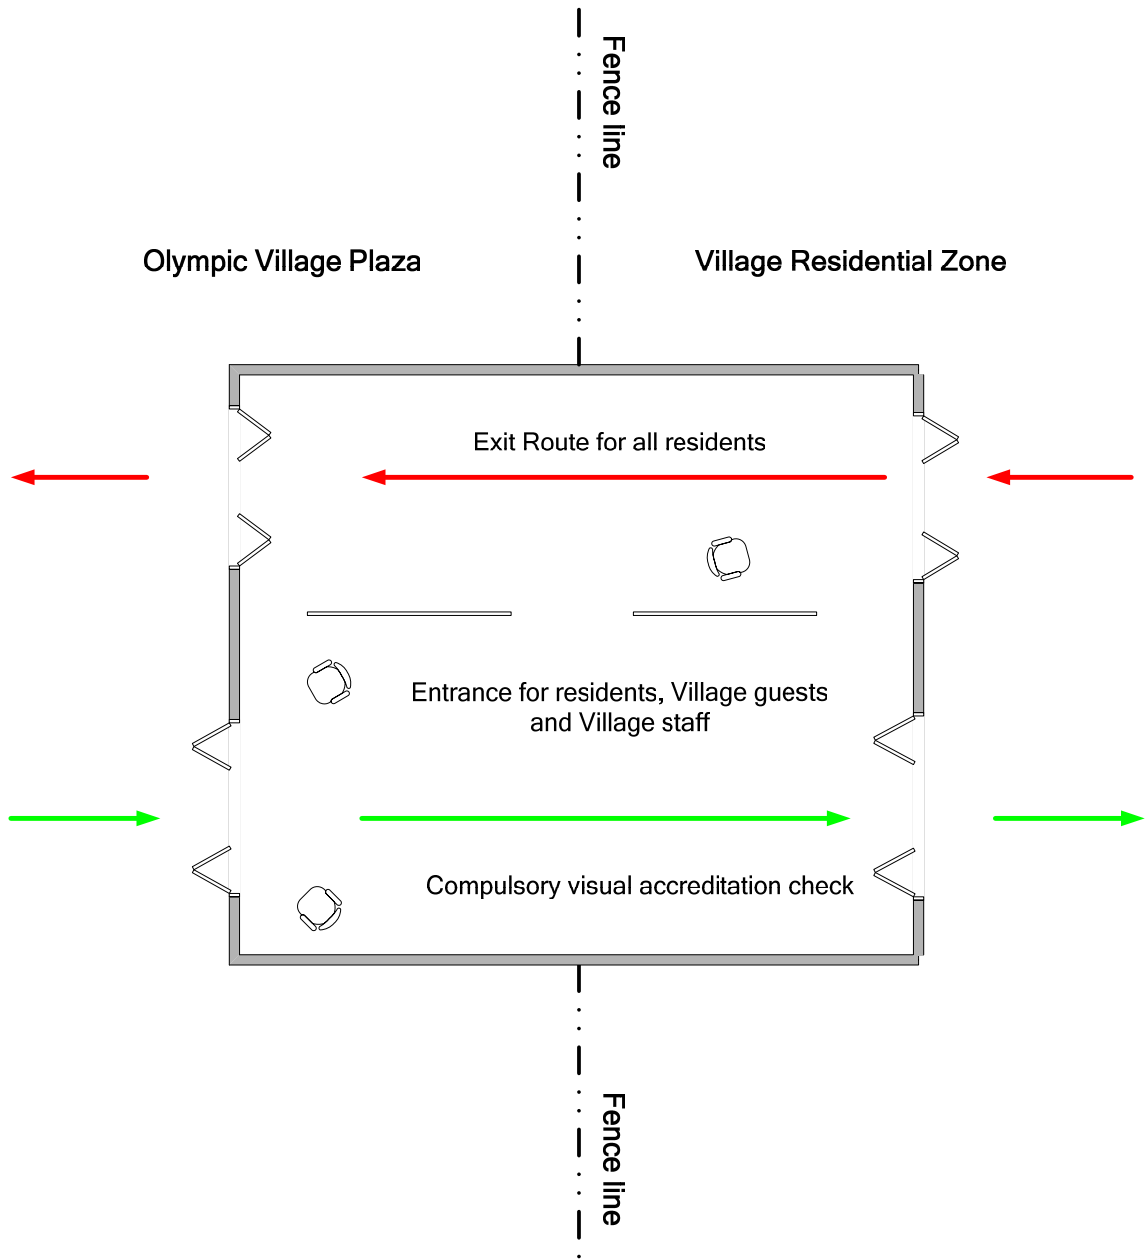 Fence line
Olympic Village Plaza
Village Residential Zone
Exit Route for all residents
Entrance for residents, Village guests
and Village staff
Compulsory visual accreditation check
Fence line